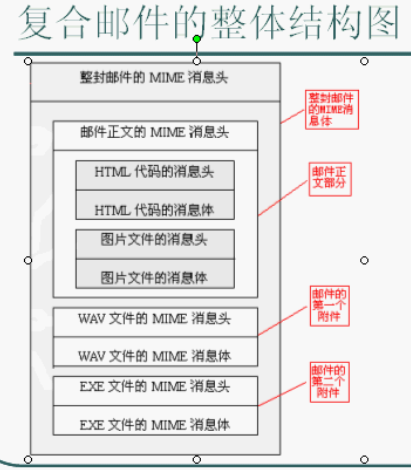 复合邮件的整体结构图
整封邮件的 MIME 消息头
整封邮件
的MIME消
息体
邮件正文的 MIME 消息头
HTML 代码的消息头
邮件正
文部分
HTML 代码的消息体
图片文件的消息头
图片文件的消息体
邮件的
第一个
附件
WAV 文件的 MIME 消息头
WAV 文件的 MIME 消息体
邮件的
第二个
附件
EXE 文件的 MIME 消息头
EXE 文件的 MIME 消息体